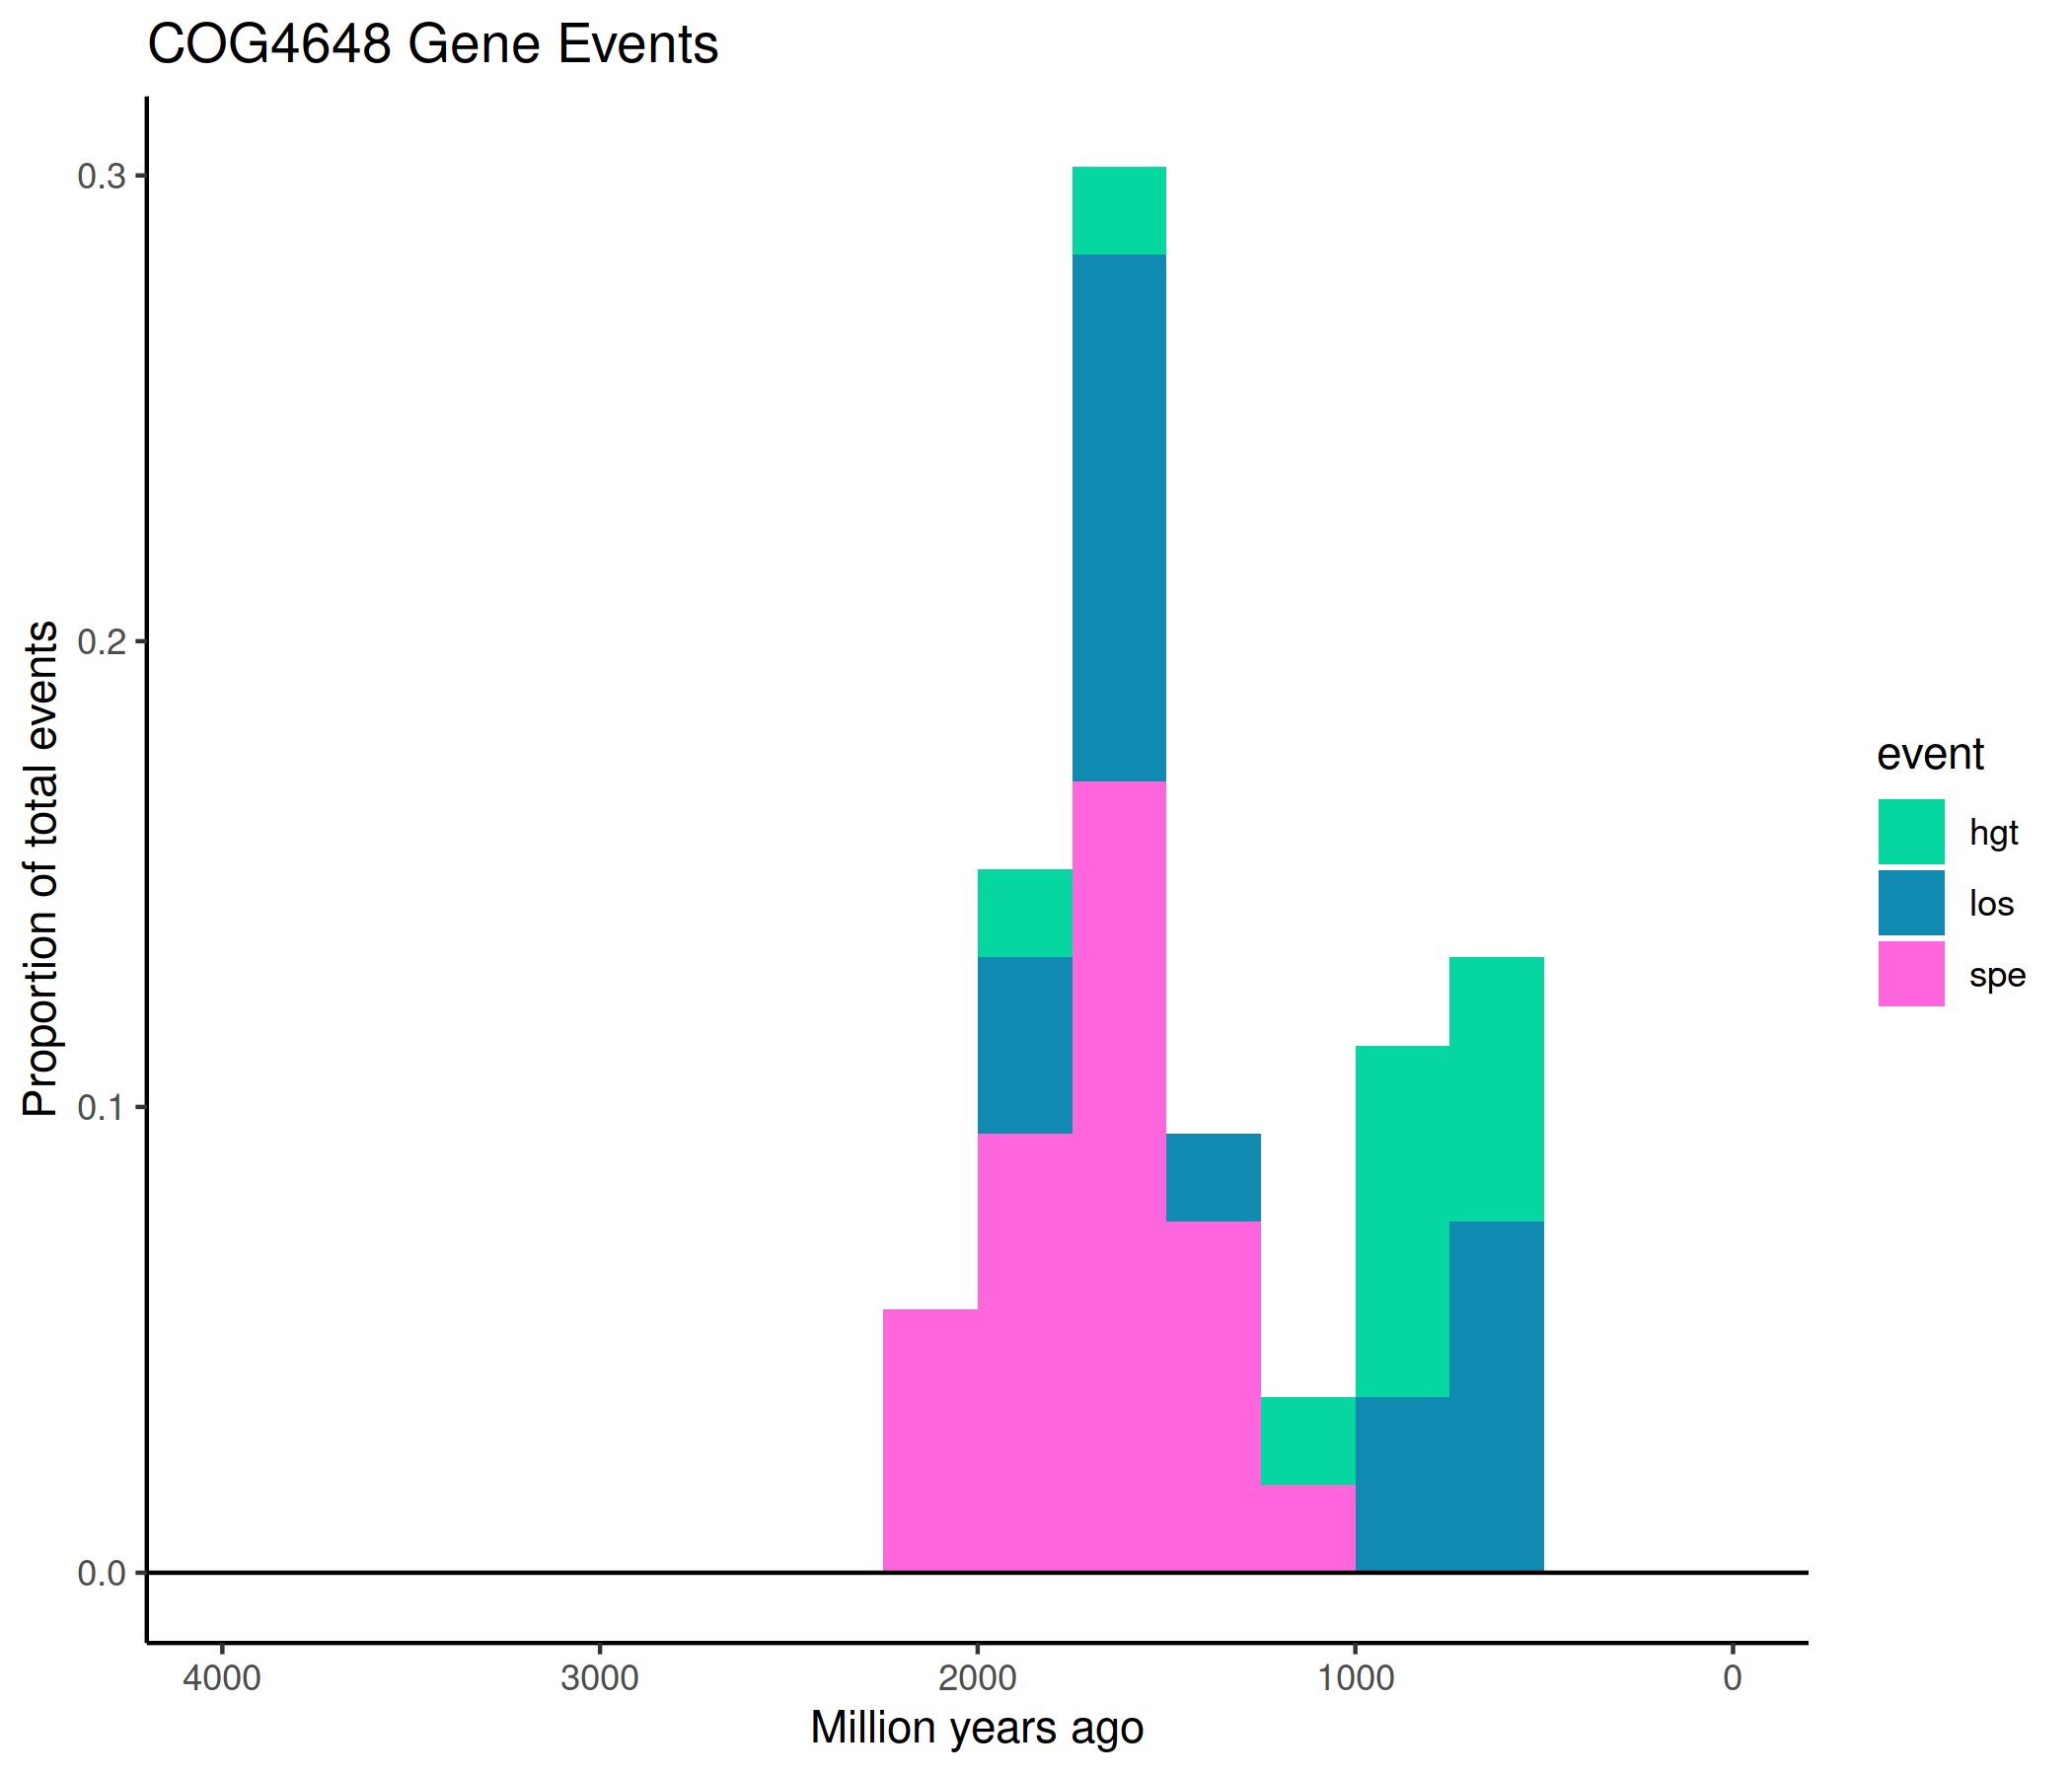 COG4648 Gene Events
Proportion of total events
0.3
0.2
0.1
0.0
4000 3000 2000 1000 0
Million years ago
event
hgt
los
spe